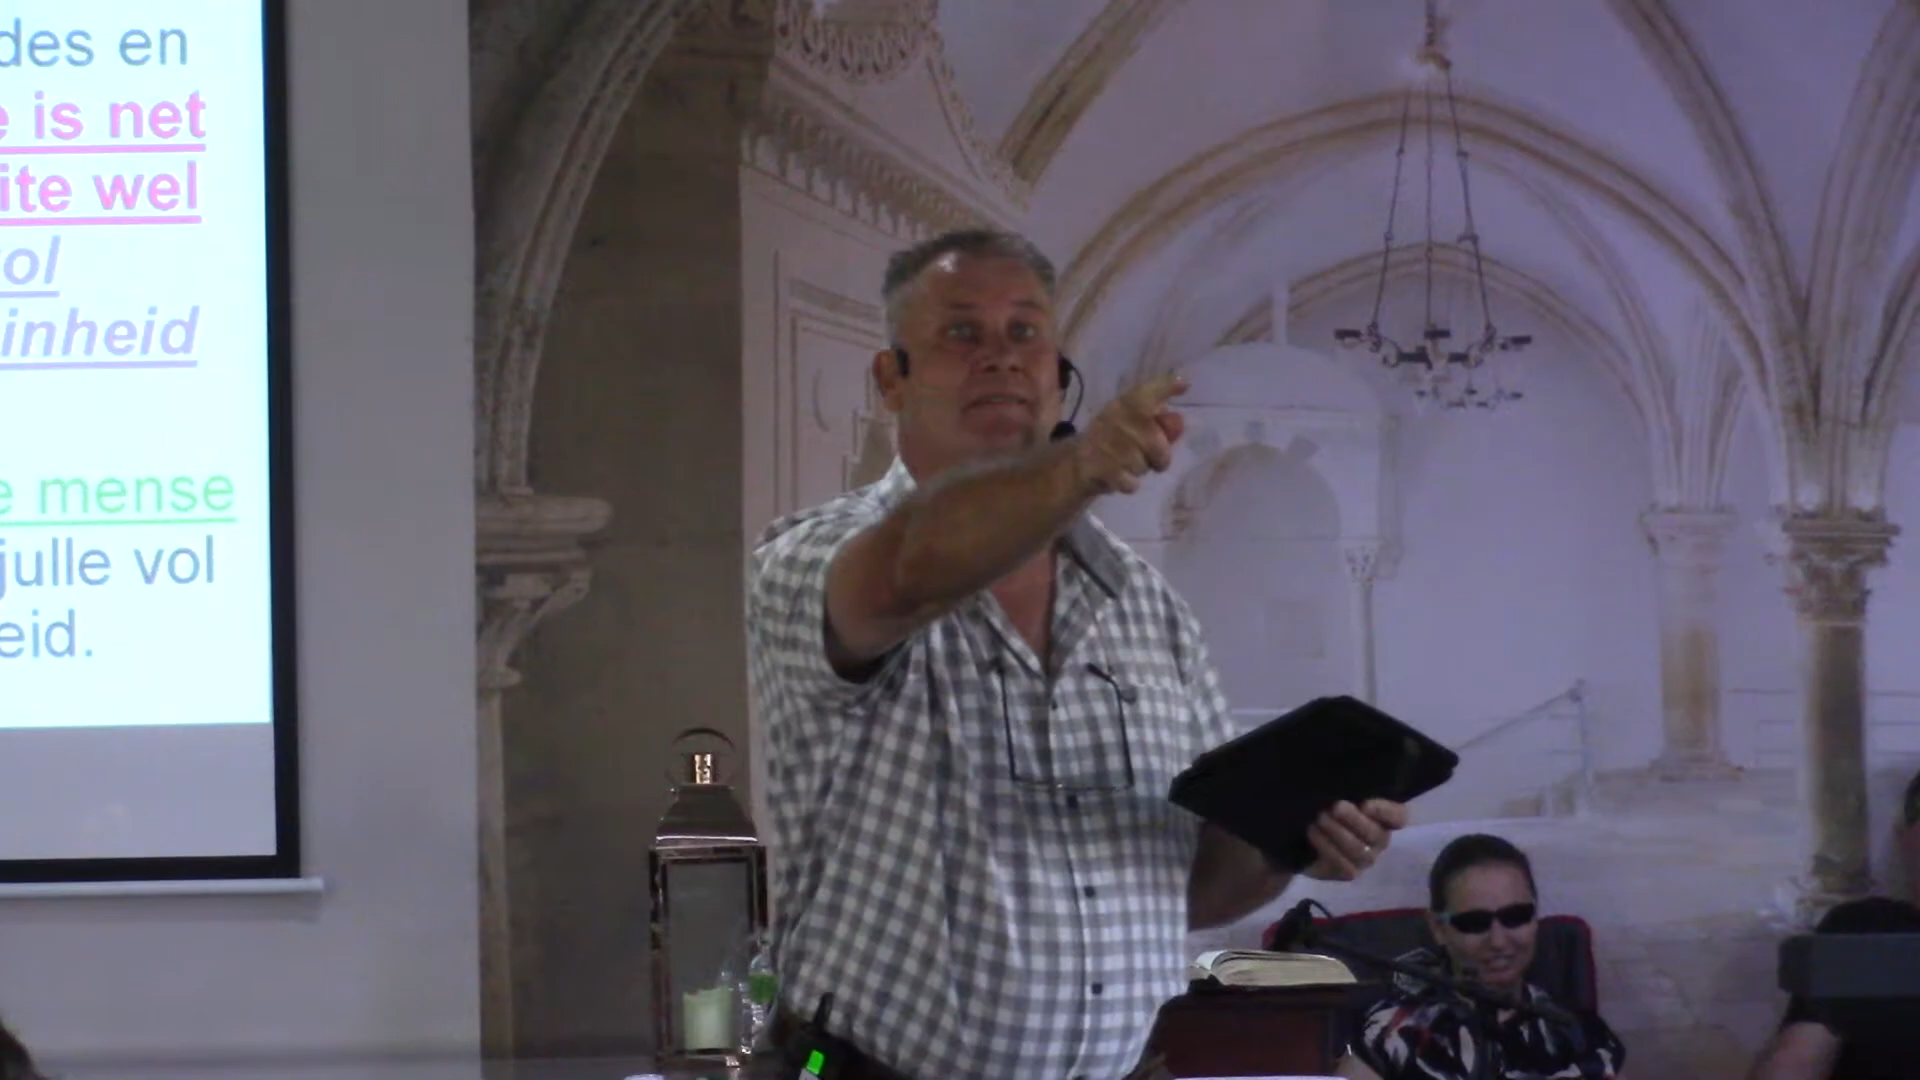 des en
e is net
ite wel
ol
inheid
e mense
julle vol
eid.